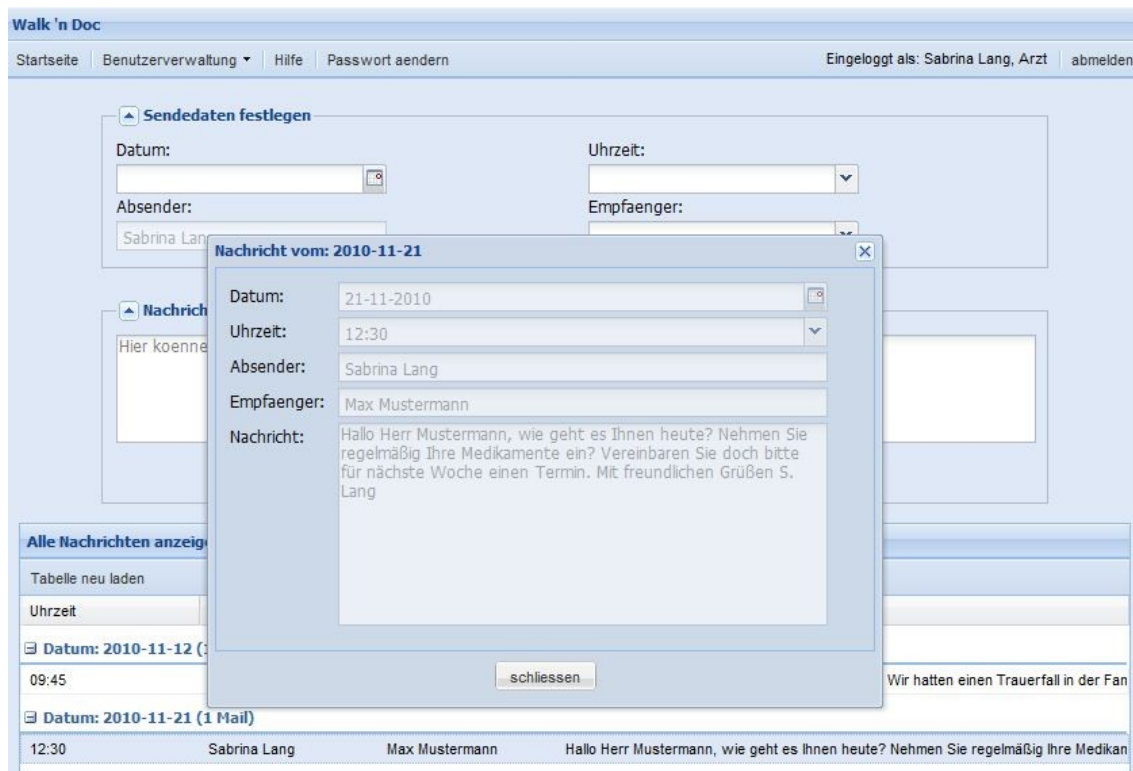 Walk 'n Doc
Startseite Benutzerverwaltung Hilfe Passwort aendern Eingeloggt als: Sabrina Lang, Arzt abmelden
Sendedaten festlegen
Datum: Uhrzeit:
Absender: Empfaenger:
Sabrina Lan
Nachricht vom: 2010-11-21
Datum: 21-11-2010
Uhrzeit: 12:30
Absender: Sabrina Lang
Empfaenger: Max Mustermann
Nachricht: Hallo Herr Mustermann, wie geht es Ihnen heute? Nehmen Sie
regelmäßig Ihre Medikamente ein? Vereinbaren Sie doch bitte
für nächste Woche einen Termin. Mit freundlichen Grüßen S.
Lang
schliessen
Nachrich
Hier koenne
Alle Nachrichten anzeig
Tabelle neu laden
Uhrzeit
Datum: 2010-11-12 (1
09:45 Wir hatten einen Trauerfall in der Fam
Datum: 2010-11-21 (1 Mail)
12:30 Sabrina Lang Max Mustermann Hallo Herr Mustermann, wie geht es Ihnen heute? Nehmen Sie regelmäßig Ihre Medikan